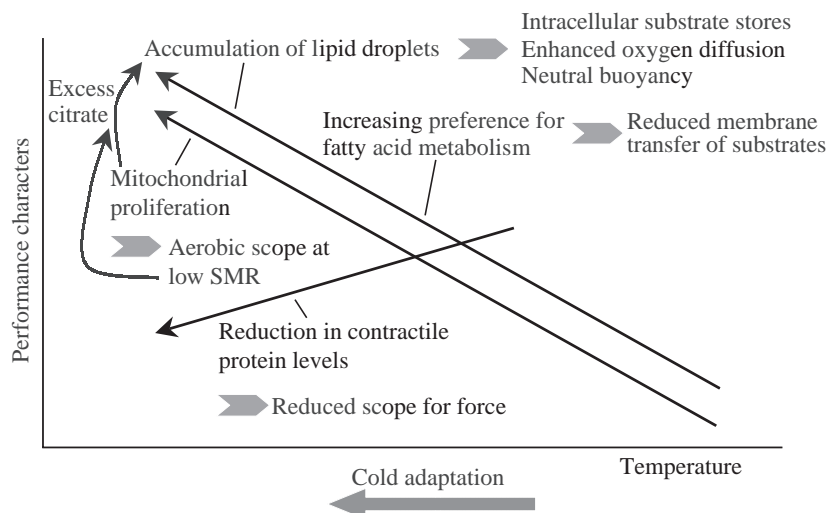 Intracellular substrate stores
Accumulation of lipid droplets
Enhanced oxygen diffusion
Neutral buoyancy
Excess
citrate
Increasing preference for
fatty acid metabolism
Reduced membrane
transfer of substrates
Mitochondrial
proliferation
Aerobic scope at
low SMR
Performance characters
Reduction in contractile
protein levels
Reduced scope for force
Temperature
Cold adaptation